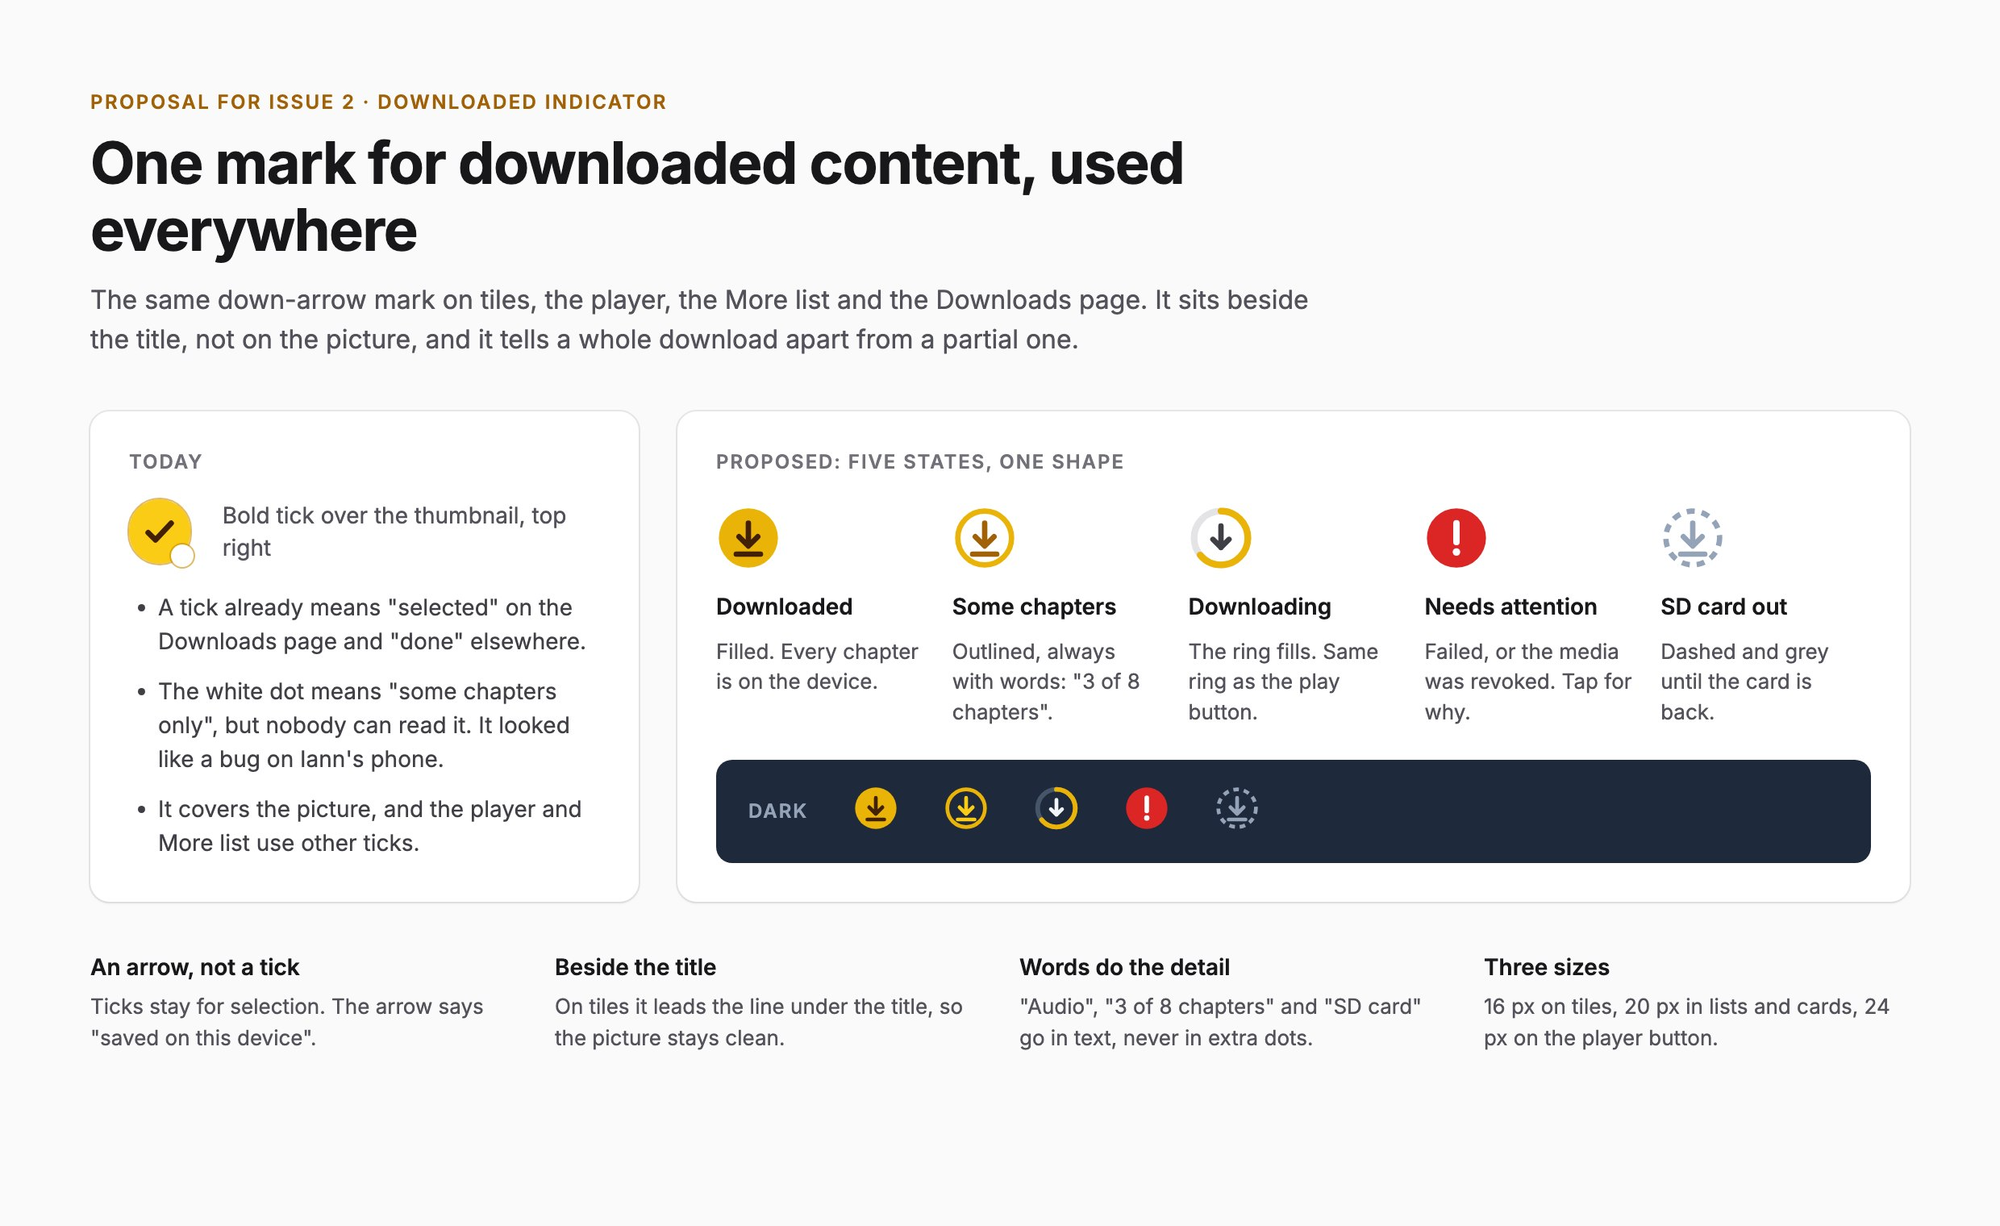 PROPOSAL FOR ISSUE 2 · DOWNLOADED INDICATOR
One mark for downloaded content, used
everywhere
The same down-arrow mark on tiles, the player, the More list and the Downloads page. It sits beside
the title, not on the picture, and it tells a whole download apart from a partial one.
TODAY
Bold tick over the thumbnail, top
right
• A tick already means "selected" on the
Downloads page and "done" elsewhere.
• The white dot means "some chapters
only", but nobody can read it. It looked
like a bug on Iann's phone.
• It covers the picture, and the player and
More list use other ticks.
PROPOSED: FIVE STATES, ONE SHAPE
Downloaded
Filled. Every chapter
is on the device.
Some chapters
Outlined, always
with words: "3 of 8
chapters".
Downloading
The ring fills. Same
ring as the play
button.
Needs attention
Failed, or the media
was revoked. Tap for
why.
SD card out
Dashed and grey
until the card is
back.
DARK
An arrow, not a tick
Ticks stay for selection. The arrow says
"saved on this device".
Beside the title
On tiles it leads the line under the title, so
the picture stays clean.
Words do the detail
"Audio", "3 of 8 chapters" and "SD card"
go in text, never in extra dots.
Three sizes
16 px on tiles, 20 px in lists and cards, 24
px on the player button.